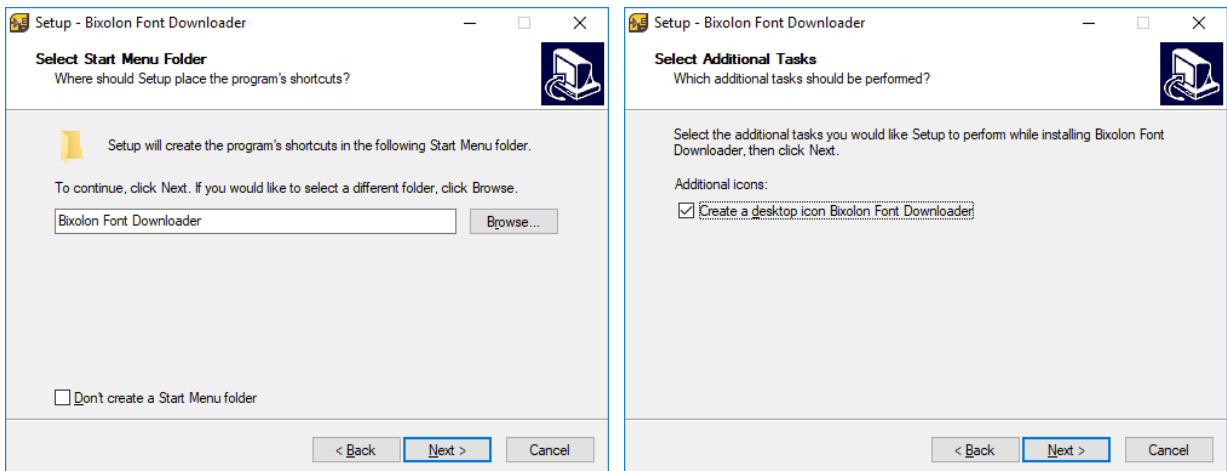 Setup - Bixolon Font Downloader
Select Start Menu Folder
Where should Setup place the program's shortcuts?
Setup will create the program's shortcuts in the following Start Menu folder.
To continue, click Next. If you would like to select a different folder, click Browse.
Bixolon Font Downloader
Browse...
Don't create a Start Menu folder
< Back
Next >
Cancel
Setup - Bixolon Font Downloader
Select Additional Tasks
Which additional tasks should be performed?
Select the additional tasks you would like Setup to perform while installing Bixolon Font
Downloader, then click Next.
Additional icons:
Create a desktop icon Bixolon Font Downloader
< Back
Next >
Cancel